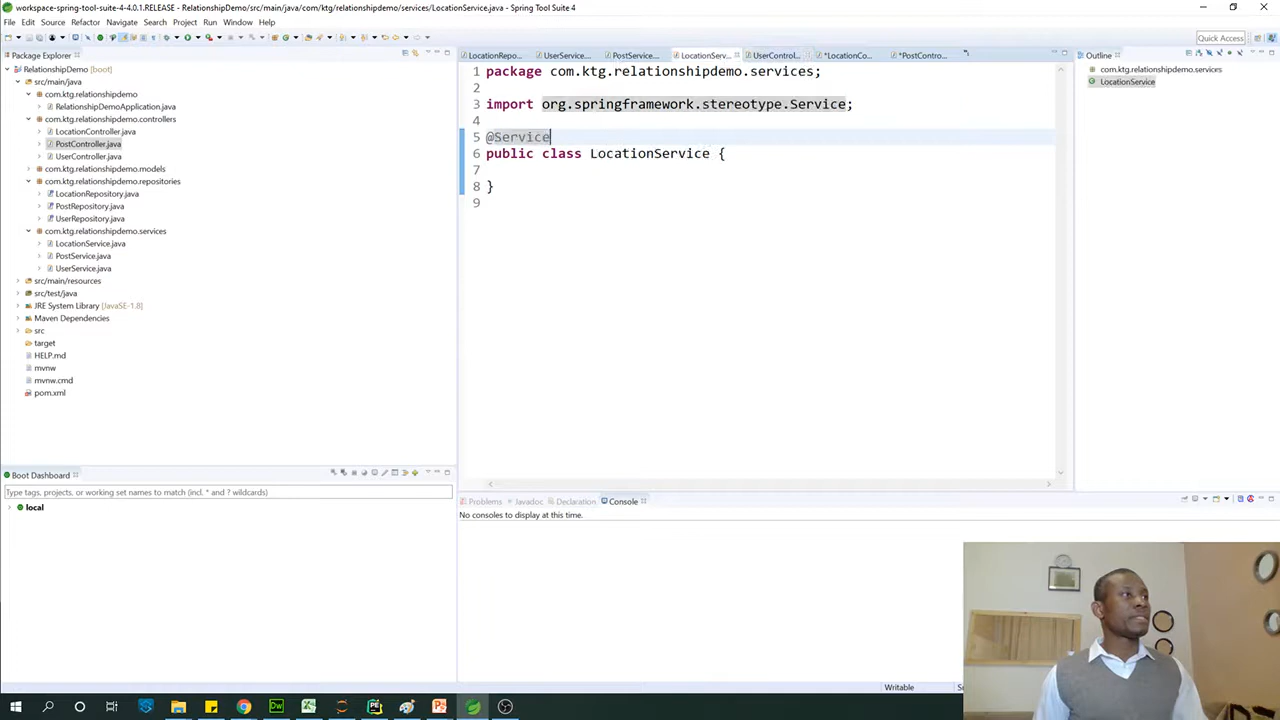 workspace-spring-tool-suite-4-4.0.1.RELEASE - RelationshipDemo/src/main/java/com/ktg/relationshipdemo/services/LocationService.java - Spring Tool Suite 4
File Edit Source Refactor Navigate Search Project Run Window Help
Quick Access
Package Explorer
RelationshipDemo [boot]
src/main/java
com.ktg.relationshipdemo
RelationshipDemoApplication.java
com.ktg.relationshipdemo.controllers
LocationController.java
PostController.java
UserController.java
com.ktg.relationshipdemo.models
com.ktg.relationshipdemo.repositories
LocationRepository.java
PostRepository.java
UserRepository.java
com.ktg.relationshipdemo.services
LocationService.java
PostService.java
UserService.java
src/main/resources
src/test/java
JRE System Library [JavaSE-1.8]
Maven Dependencies
src
target
HELP.md
mvnw
mvnw.cmd
pom.xml
LocationRepo... UserService.... PostService.... LocationServ... UserControl... *LocationCo... *PostContro...
1 package com.ktg.relationshipdemo.services;
2
3 import org.springframework.stereotype.Service;
4
5 @Service
6 public class LocationService {
7
8 }
9
Outline
com.ktg.relationshipdemo.services
LocationService
Boot Dashboard
Type tags, projects, or working set names to match (incl. * and ? wildcards)
local
Problems Javadoc Declaration Console
No consoles to display at this time.
Writable